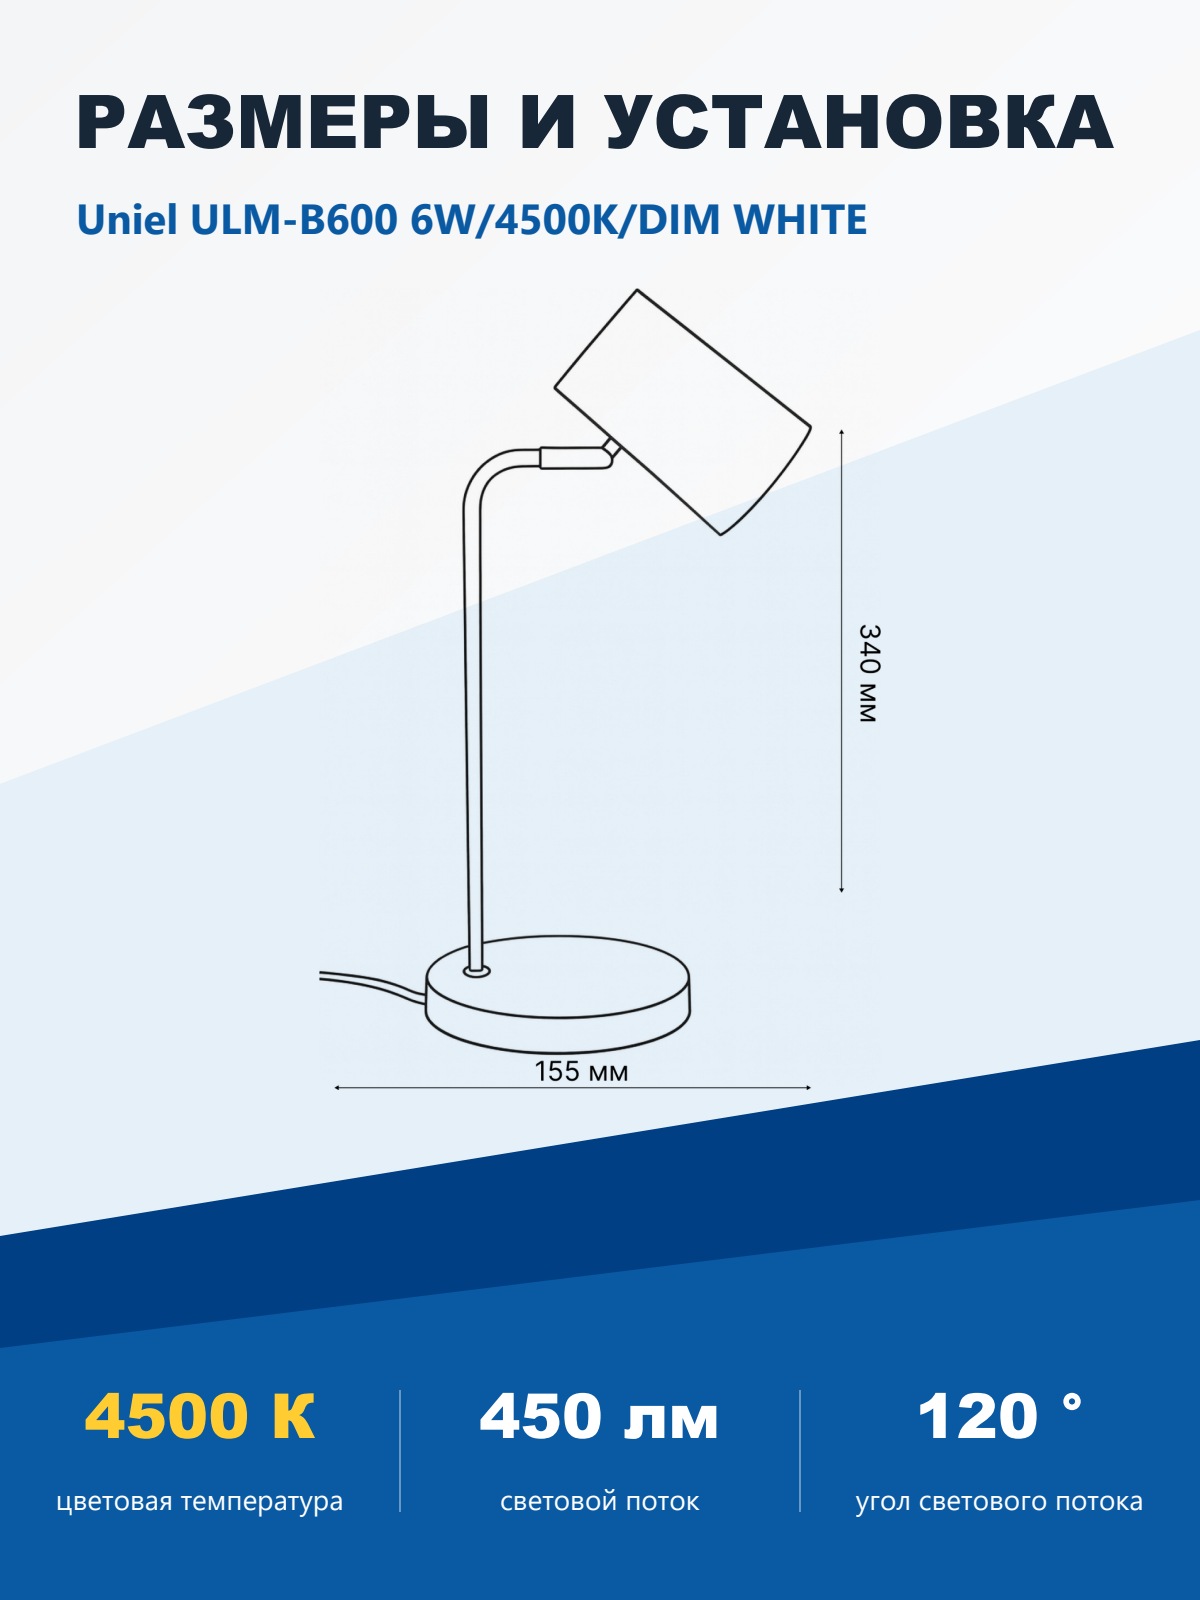 РАЗМЕРЫ И УСТАНОВКА
Uniel ULM-B600 6W/4500K/DIM WHITE
340 мм
155 мм
4500 К
450 лм
120 °
цветовая температура
световой поток
угол светового потока